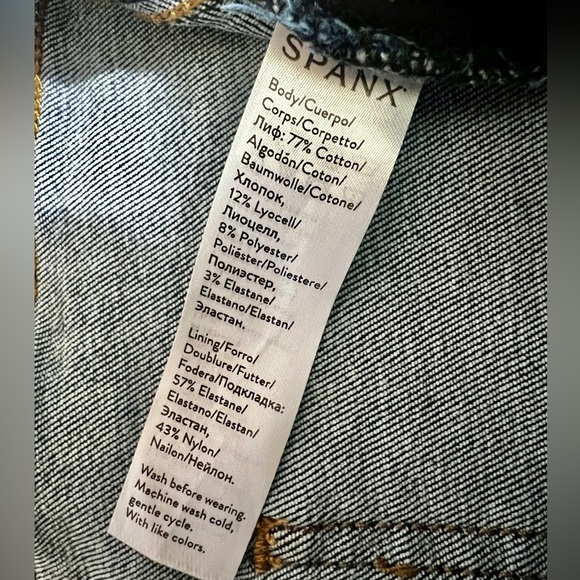 SPANX
Body/Cuerpo/
Corps/Corpetto/
Лиф: 77% Cotton/
Algodón/Coton/
Baumwolle/Cotone/
Хлопок,
12% Lyocell/
Лиоцелл,
8% Polyester/
Poliéster/Poliestere/
Полиэстер,
3% Elastane/
Elastano/Elastan/
Эластан.
Lining/Forro/
Doublure/Futter/
Fodera/Подкладка:
57% Elastane/
Elastano/Elastan/
Эластан,
43% Nylon/
Nailon/Нейлон.
Wash before wearing.
Machine wash cold,
gentle cycle.
With like colors.